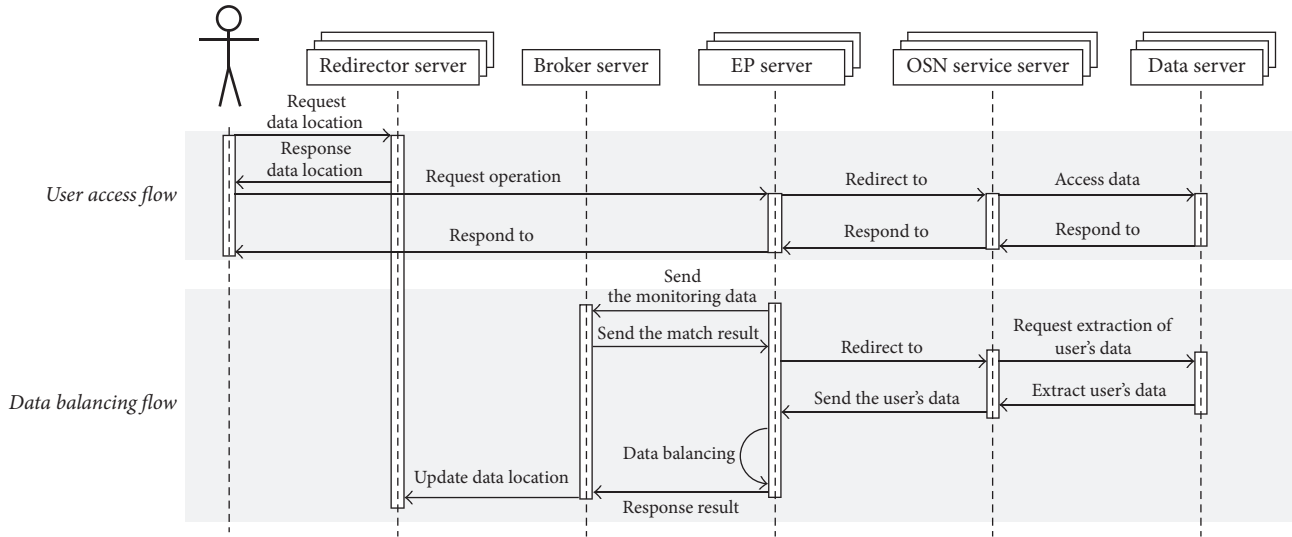 Redirector server
Broker server
EP server
OSN service server
Data server
User access flow
Request
data location
Response
data location
Request operation
Redirect to
Access data
Respond to
Respond to
Respond to
Data balancing flow
Send
the monitoring data
Send the match result
Redirect to
Request extraction of
user's data
Extract user's data
Send the user's data
Data balancing
Update data location
Response result